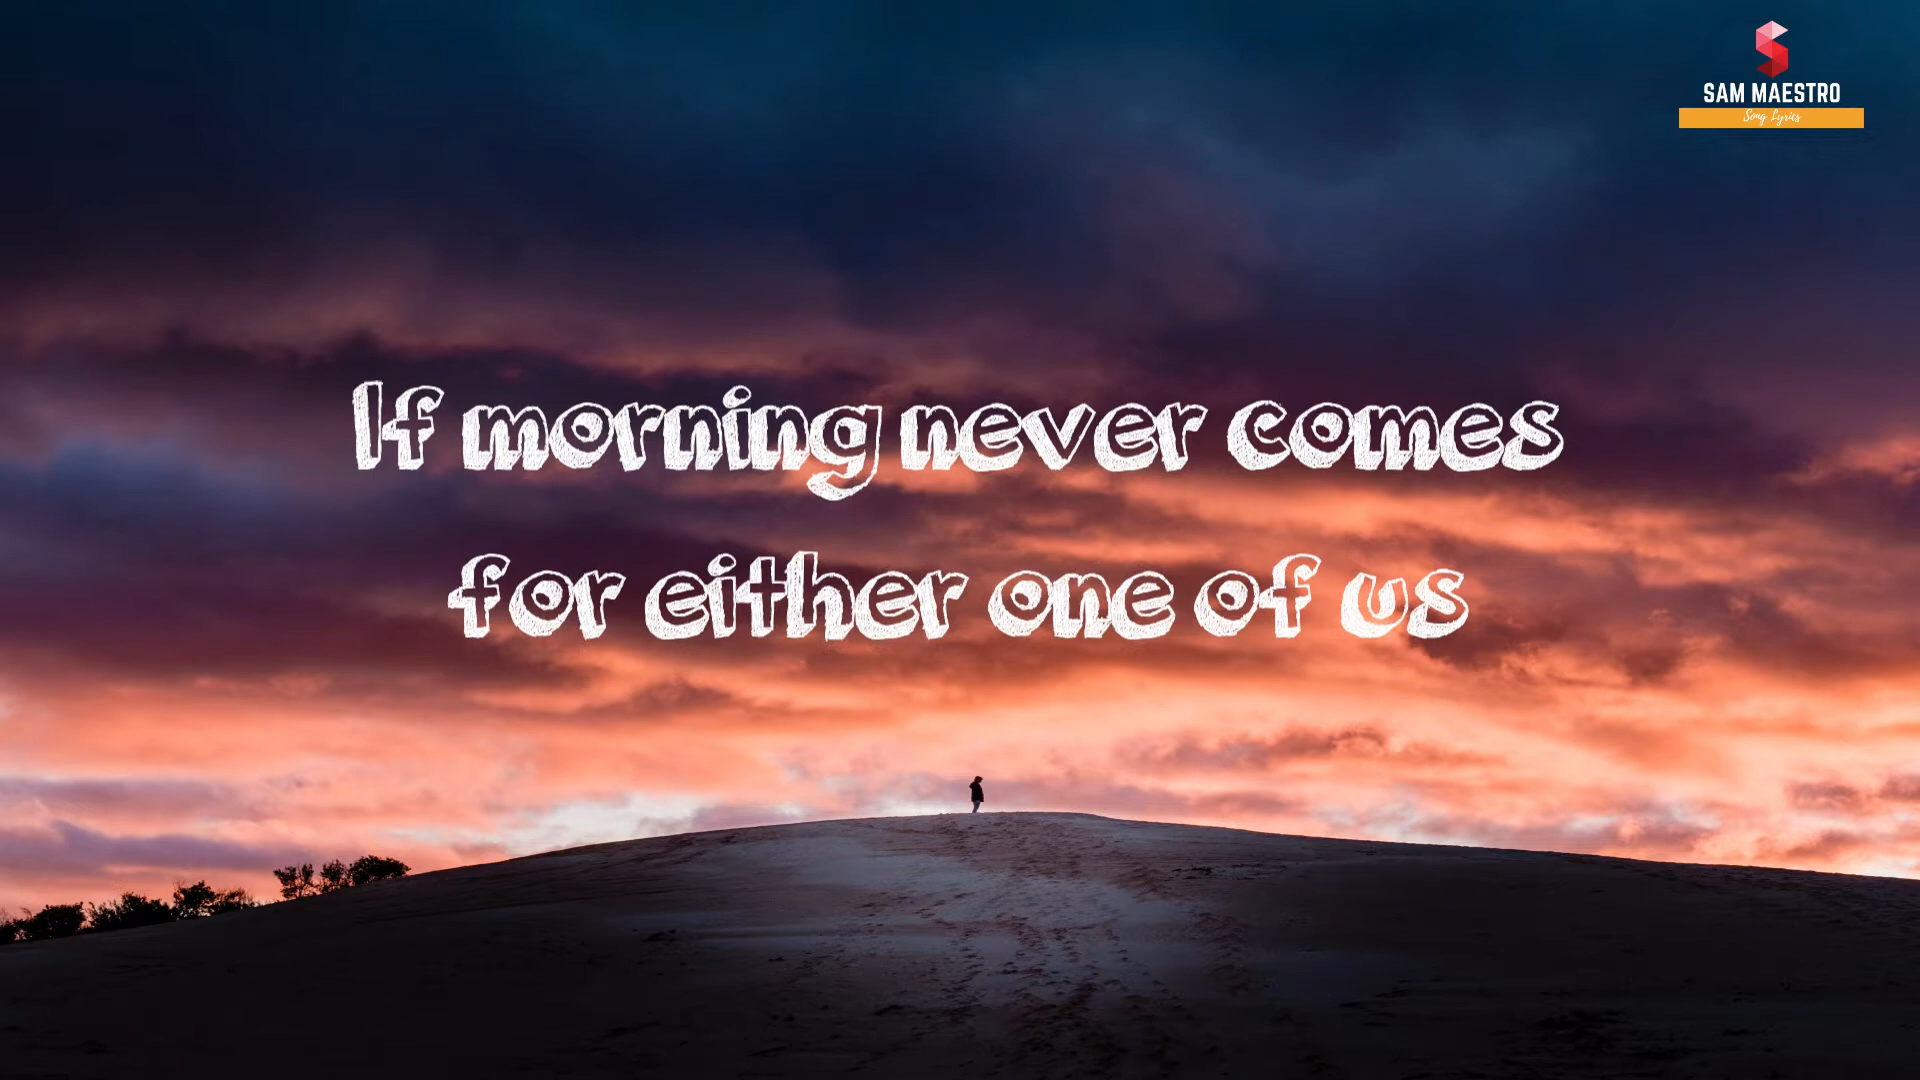 SAM MAESTRO
Song Lyrics
If morning never comes
for either one of us